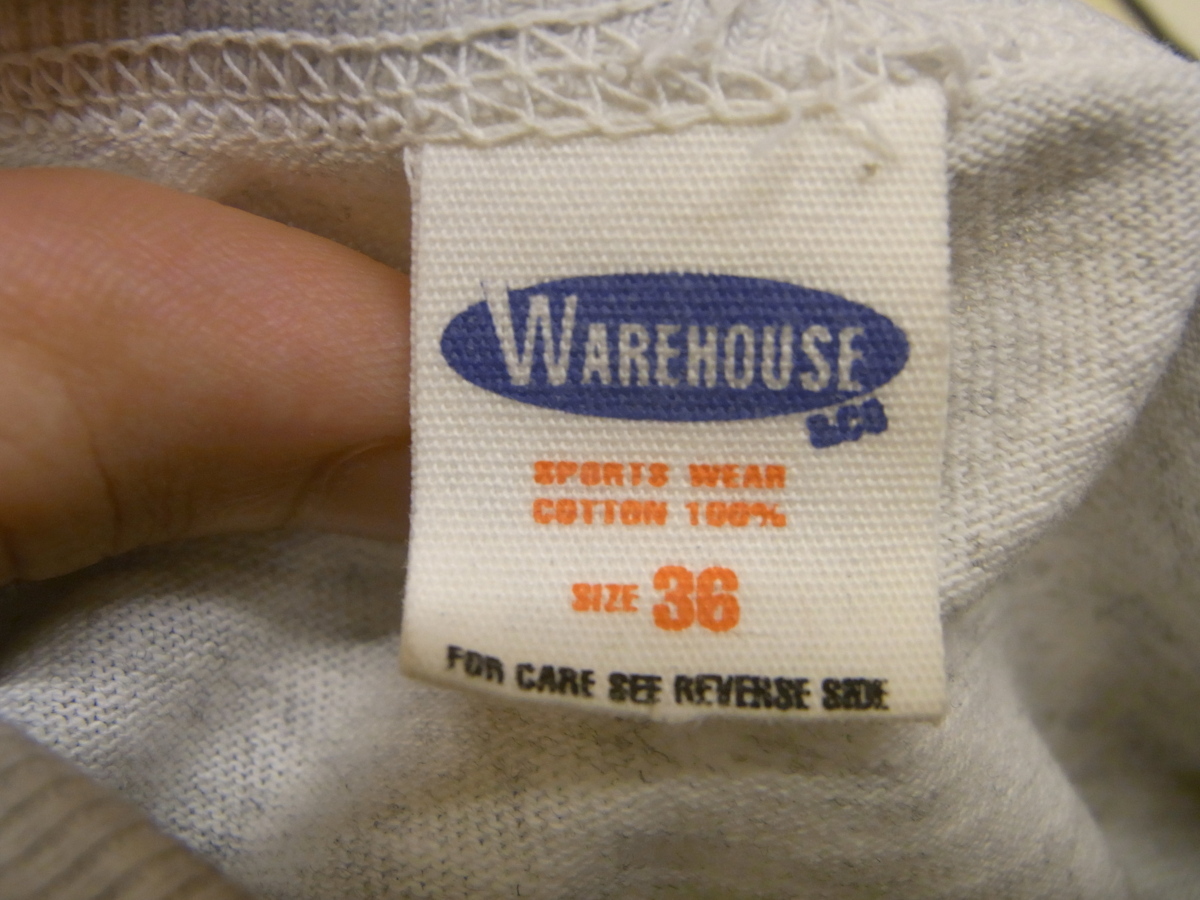 WAREHOUSE
& CO
SPORTS WEAR
COTTON 100%
SIZE 36
FOR CARE SEE REVERSE SIDE